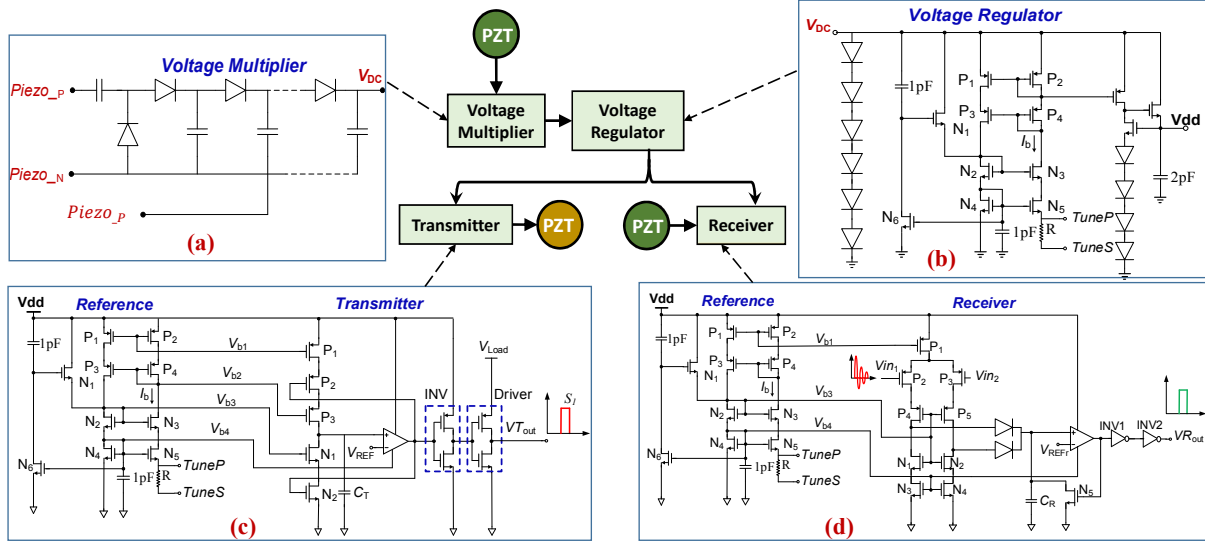 PZT
Voltage Multiplier
Voltage Regulator
Transmitter
PZT
PZT
Receiver
Voltage Multiplier
Piezo_P
V_DC
Piezo_N
Piezo_P
(a)
Voltage Regulator
V_DC
1pF
P1
P2
P3
P4
N1
I_b
Vdd
N2
N3
2pF
N4
N5
N6
TuneP
1pF
R
TuneS
(b)
Vdd
Reference
Transmitter
1pF
P1
P2
V_b1
P1
V_Load
P3
P4
V_b2
P2
N1
I_b
P3
INV
Driver
S_1
N2
N3
V_b3
VT_out
V_b4
V_REF
N4
N5
N1
N6
TuneP
1pF
R
N2
C_T
TuneS
(c)
Vdd
Reference
Receiver
1pF
P1
P2
V_b1
P1
P3
P4
Vin_1
P2
P3
Vin_2
N1
I_b
V_b3
P4
P5
N2
N3
V_b4
INV1
INV2
V_REFr
VR_out
N4
N5
N1
N2
N6
TuneP
1pF
R
N3
N4
C_R
N5
TuneS
(d)